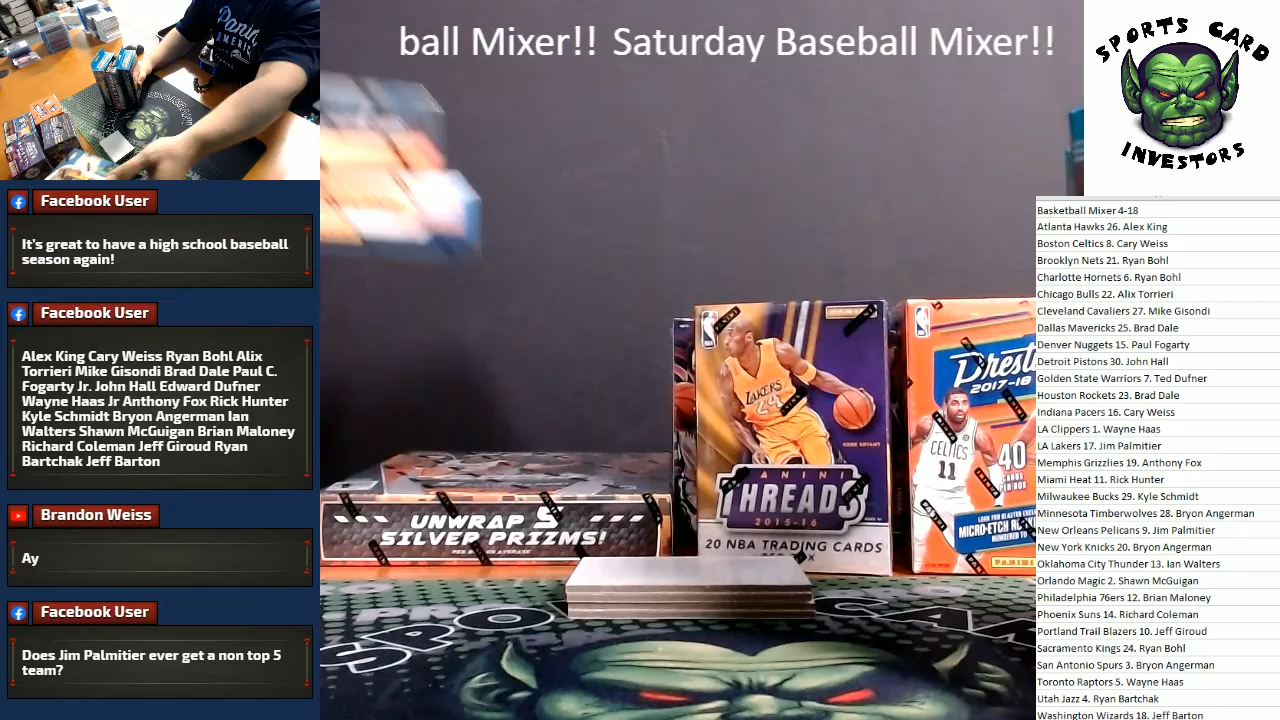 ball Mixer!! Saturday Baseball Mixer!!
SPORTS CARD
INVESTORS
Facebook User
It's great to have a high school baseball
season again!
Facebook User
Alex King Cary Weiss Ryan Bohl Alix
Torrieri Mike Gisondi Brad Dale Paul C.
Fogarty Jr. John Hall Edward Dufner
Wayne Haas Jr Anthony Fox Rick Hunter
Kyle Schmidt Bryon Angerman Ian
Walters Shawn McGuigan Brian Maloney
Richard Coleman Jeff Giroud Ryan
Bartchak Jeff Barton
Brandon Weiss
Ay
Facebook User
Does Jim Palmitier ever get a non top 5
team?
Panini
AMERICA
UNWRAP 5
SILVER PRIZMS!
LAKERS
24
KOBE BRYANT
PANINI
THREADS
2015-16
20 NBA TRADING CARDS
2017-18
CELTICS
11
40
PANINI
Basketball Mixer 4-18
Atlanta Hawks 26. Alex King
Boston Celtics 8. Cary Weiss
Brooklyn Nets 21. Ryan Bohl
Charlotte Hornets 6. Ryan Bohl
Chicago Bulls 22. Alix Torrieri
Cleveland Cavaliers 27. Mike Gisondi
Dallas Mavericks 25. Brad Dale
Denver Nuggets 15. Paul Fogarty
Detroit Pistons 30. John Hall
Golden State Warriors 7. Ted Dufner
Houston Rockets 23. Brad Dale
Indiana Pacers 16. Cary Weiss
LA Clippers 1. Wayne Haas
LA Lakers 17. Jim Palmitier
Memphis Grizzlies 19. Anthony Fox
Miami Heat 11. Rick Hunter
Milwaukee Bucks 29. Kyle Schmidt
Minnesota Timberwolves 28. Bryon Angerman
New Orleans Pelicans 9. Jim Palmitier
New York Knicks 20. Bryon Angerman
Oklahoma City Thunder 13. Ian Walters
Orlando Magic 2. Shawn McGuigan
Philadelphia 76ers 12. Brian Maloney
Phoenix Suns 14. Richard Coleman
Portland Trail Blazers 10. Jeff Giroud
Sacramento Kings 24. Ryan Bohl
San Antonio Spurs 3. Bryon Angerman
Toronto Raptors 5. Wayne Haas
Utah Jazz 4. Ryan Bartchak
Washington Wizards 18. Jeff Barton